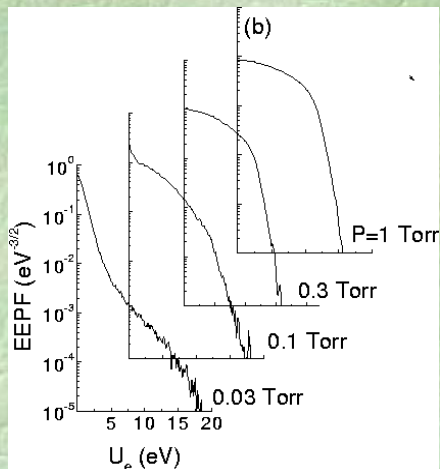 (b)
10⁰
10⁻¹
10⁻²
10⁻³
10⁻⁴
10⁻⁵
EEPF (eV⁻³/²)
P=1 Torr
0.3 Torr
0.1 Torr
0.03 Torr
5 10 15 20
Uₑ (eV)